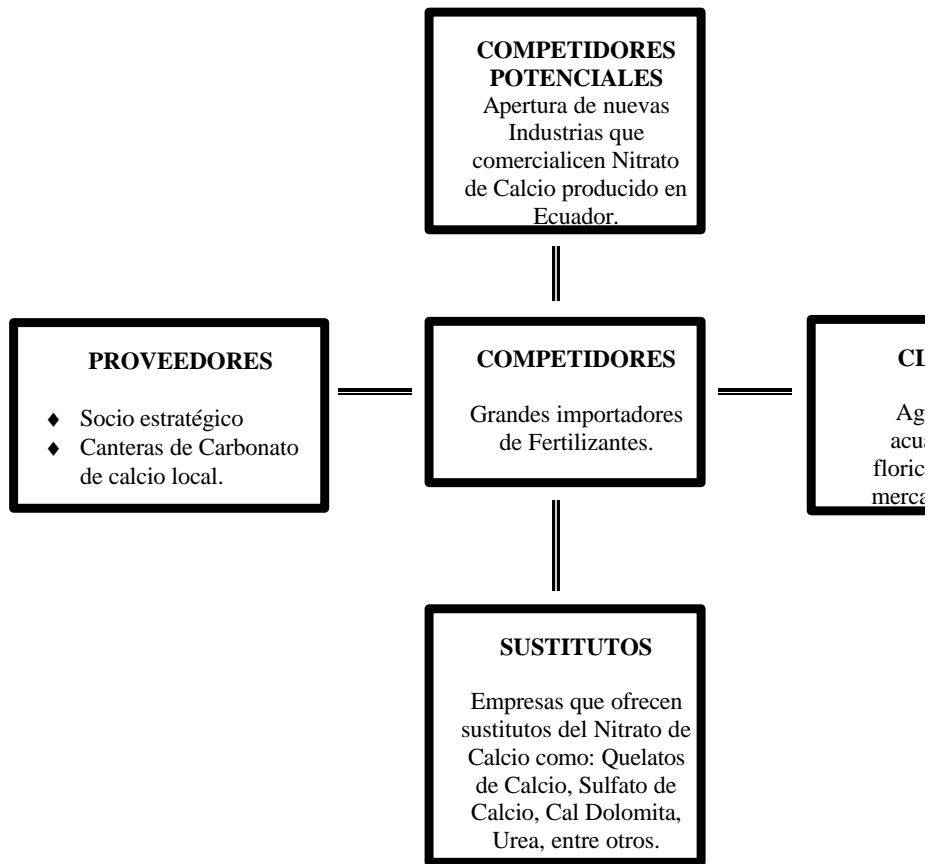 COMPETIDORES
POTENCIALES
Apertura de nuevas
Industrias que
comercialicen Nitrato
de Calcio producido en
Ecuador.
PROVEEDORES
♦ Socio estratégico
♦ Canteras de Carbonato
de calcio local.
COMPETIDORES
Grandes importadores
de Fertilizantes.
SUSTITUTOS
Empresas que ofrecen
sustitutos del Nitrato de
Calcio como: Quelatos
de Calcio, Sulfato de
Calcio, Cal Dolomita,
Urea, entre otros.